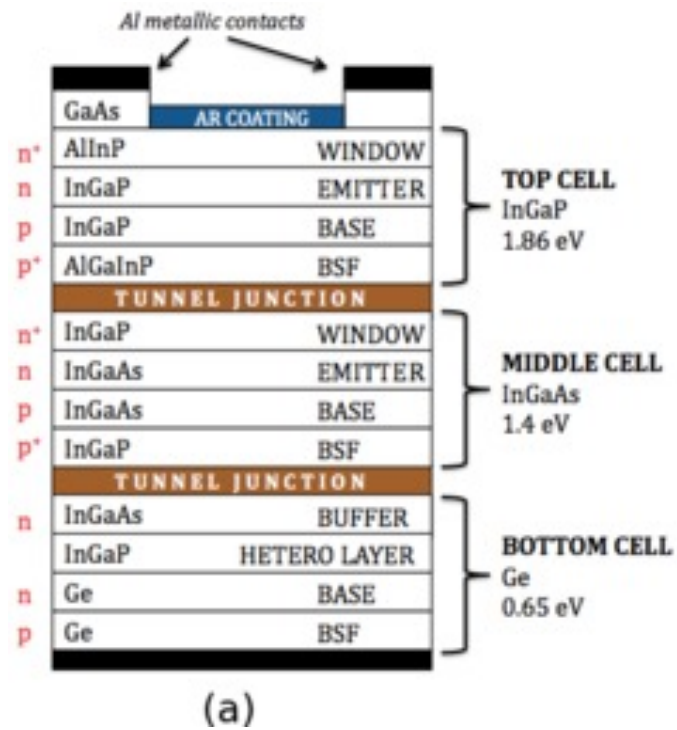 Al metallic contacts
GaAs AR COATING
n⁺ AlInP WINDOW
n InGaP EMITTER
p InGaP BASE
p⁺ AlGaInP BSF
TOP CELL
InGaP
1.86 eV
TUNNEL JUNCTION
n⁺ InGaP WINDOW
n InGaAs EMITTER
p InGaAs BASE
p⁺ InGaP BSF
MIDDLE CELL
InGaAs
1.4 eV
TUNNEL JUNCTION
n InGaAs BUFFER
InGaP HETERO LAYER
n Ge BASE
p Ge BSF
BOTTOM CELL
Ge
0.65 eV
(a)